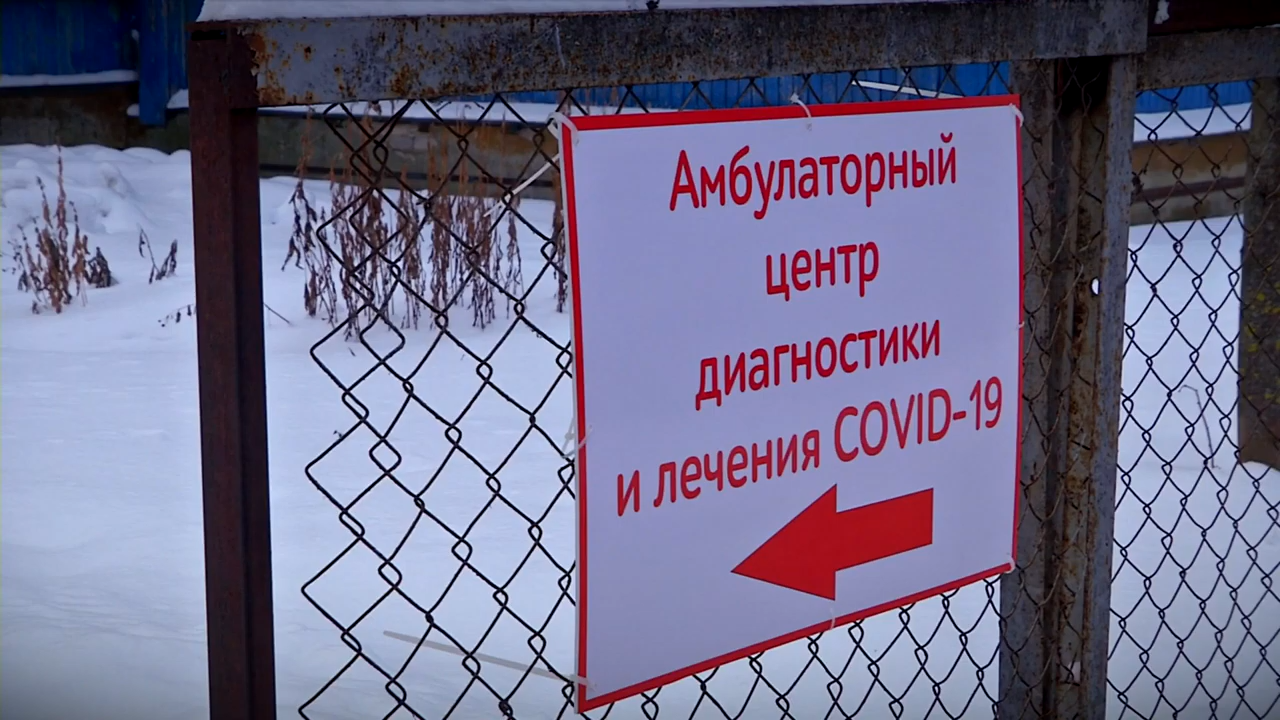 Амбулаторный
центр
диагностики
и лечения COVID-19